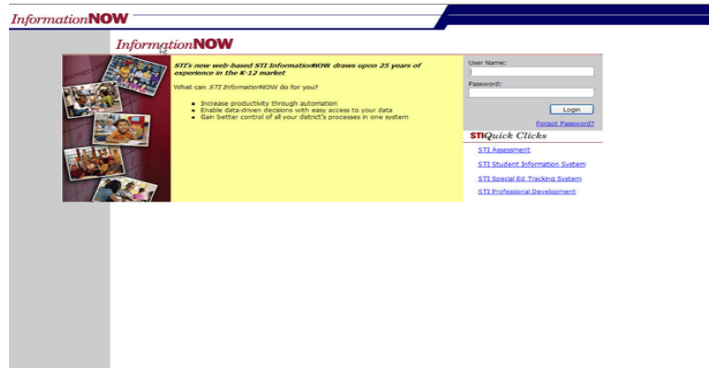 InformationNOW
InformationNOW
STI's new web-based STI InformationNOW draws upon 25 years of
experience in the K-12 market
What can STI InformationNOW do for you?
Increase productivity through automation
Enable data-driven decisions with easy access to your data
Gain better control of all your district's processes in one system
User Name:
Password:
Login
Forgot Password?
STIQuick Clicks
STI Assessment
STI Student Information System
STI Special Ed Tracking System
STI Professional Development